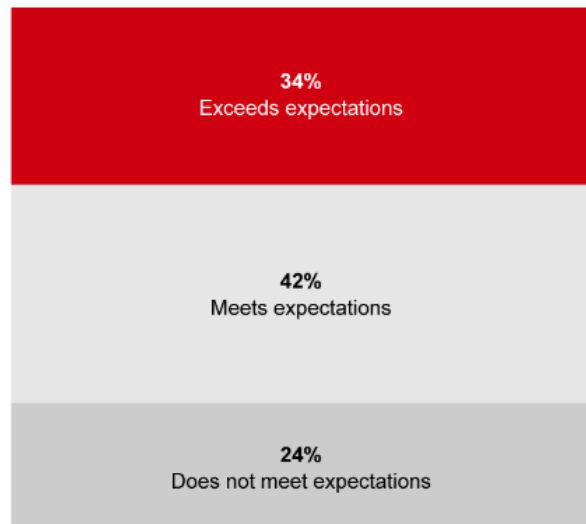 34%
Exceeds expectations
42%
Meets expectations
24%
Does not meet expectations